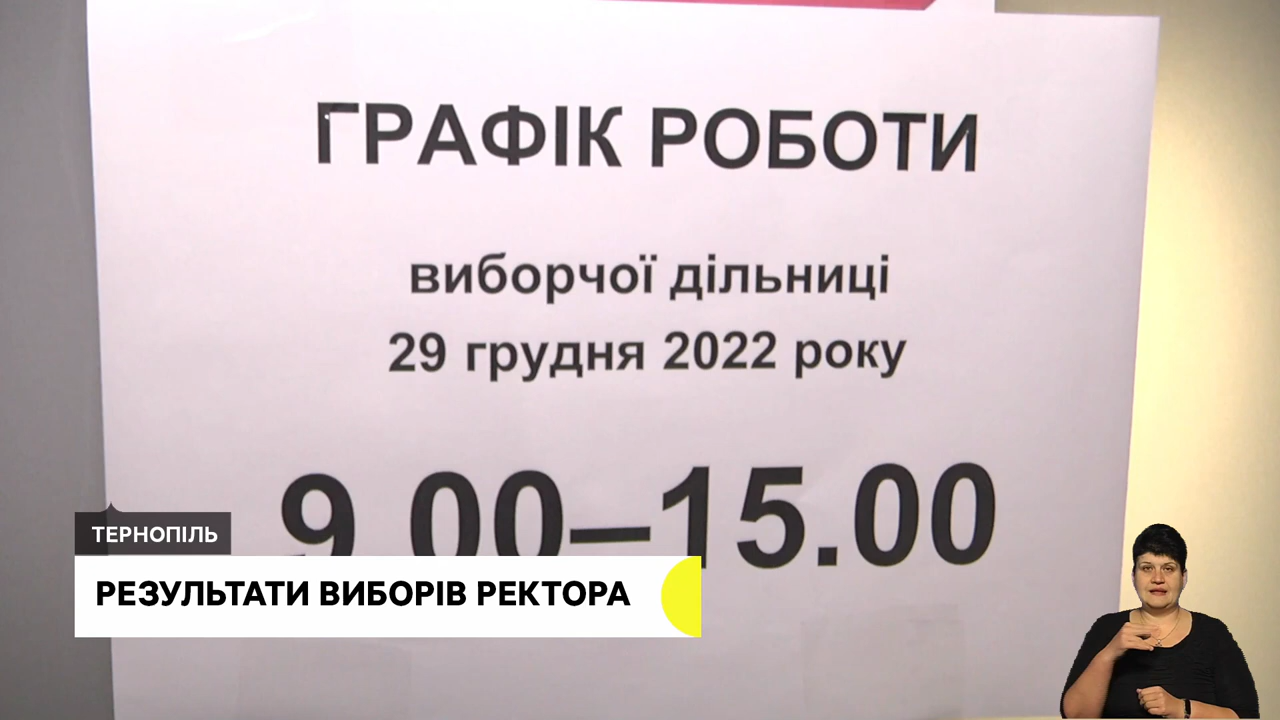 ГРАФІК РОБОТИ
виборчої дільниці
29 грудня 2022 року
9.00–15.00
ТЕРНОПІЛЬ
РЕЗУЛЬТАТИ ВИБОРІВ РЕКТОРА